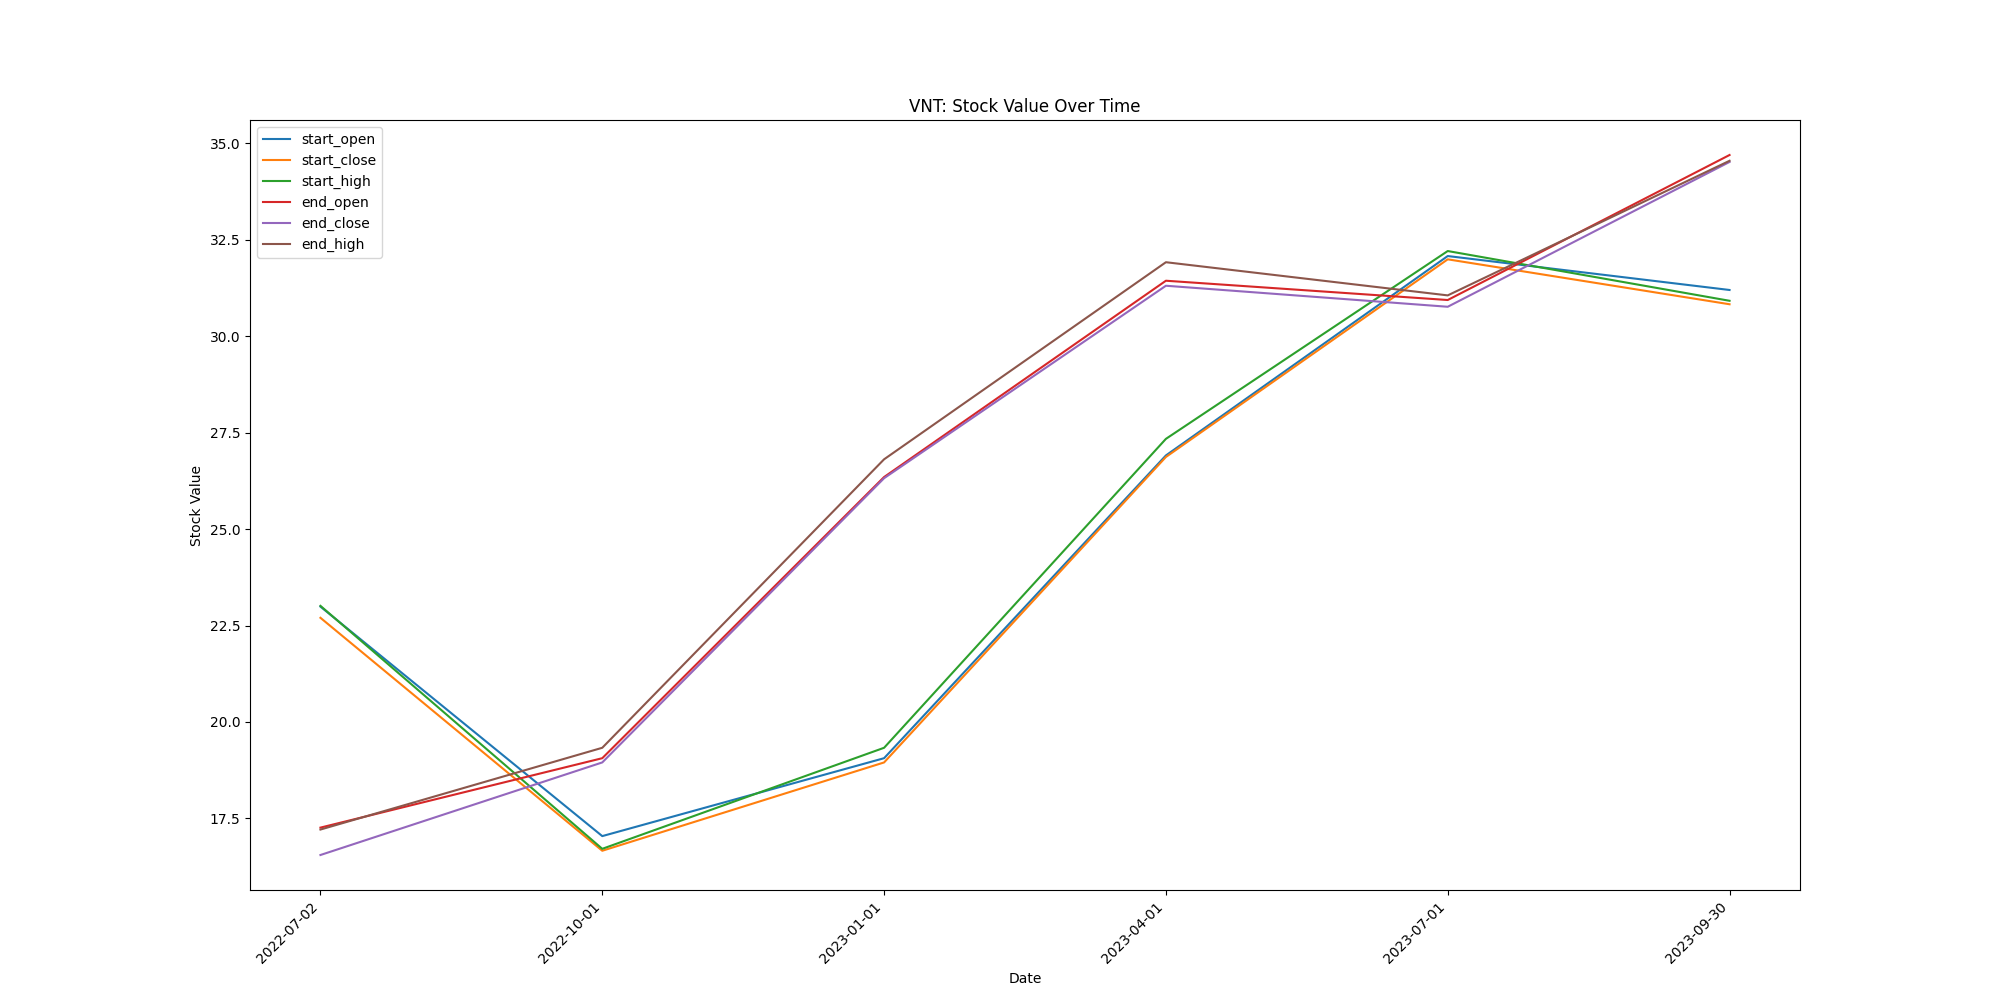 VNT: Stock Value Over Time
start_open
start_close
start_high
end_open
end_close
end_high
35.0
32.5
30.0
27.5
25.0
22.5
20.0
17.5
Stock Value
2022-07-02
2022-10-01
2023-01-01
2023-04-01
2023-07-01
2023-09-30
Date